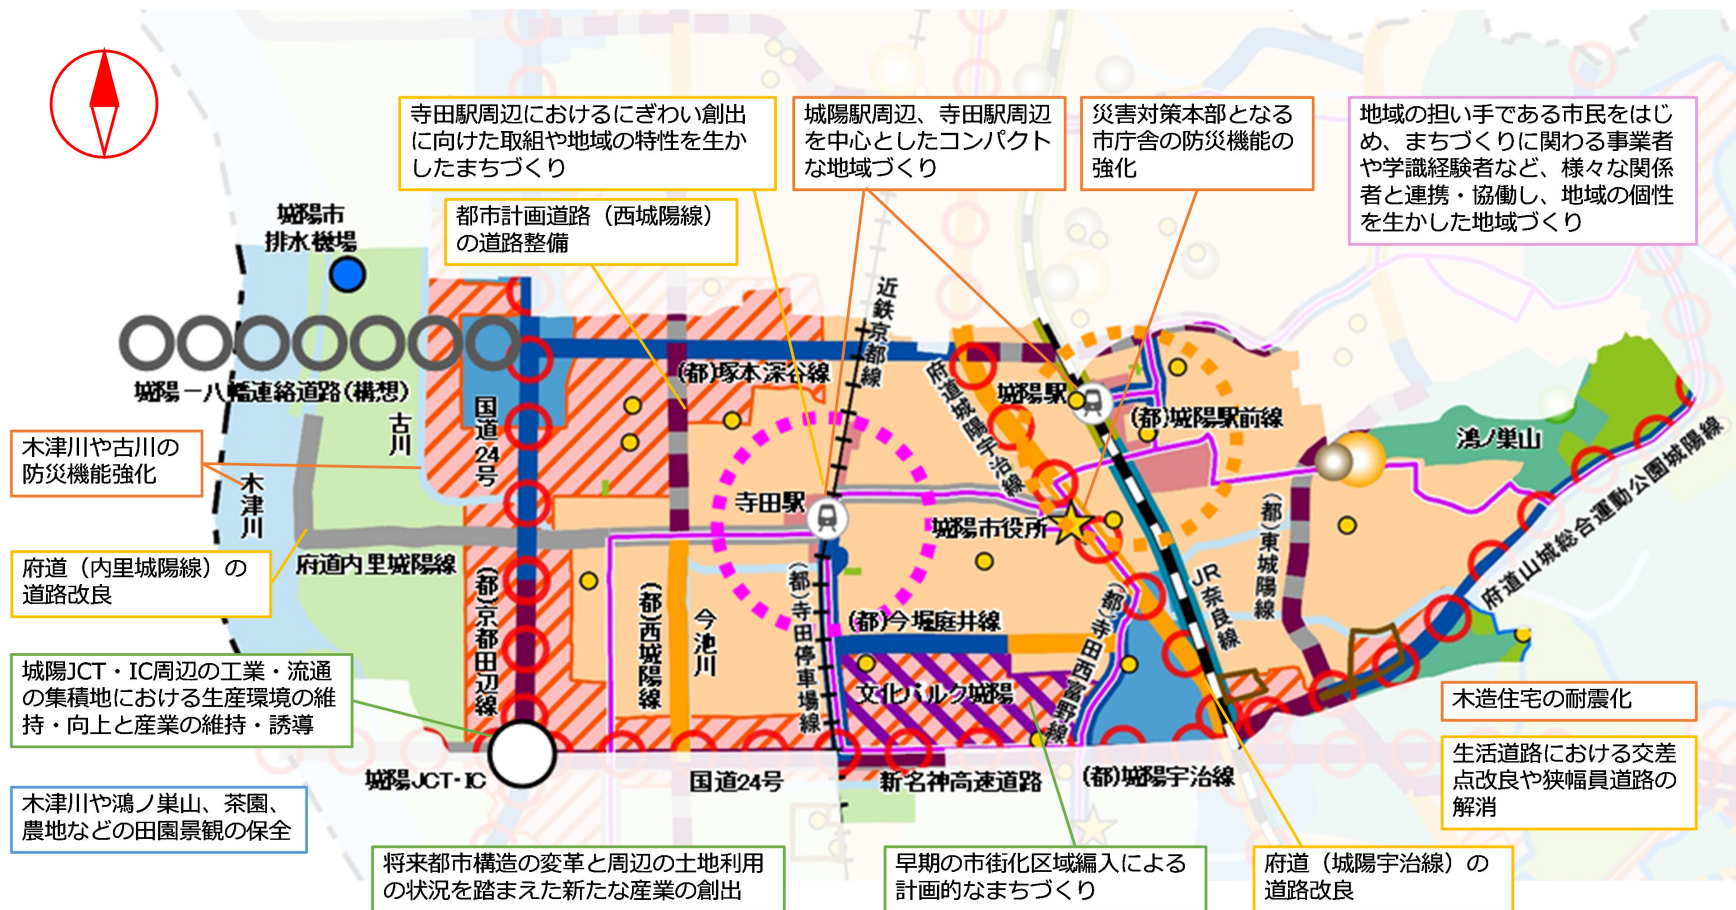 寺田駅周辺におけるにぎわい創出
に向けた取組や地域の特性を生か
したまちづくり
城陽駅周辺、寺田駅周辺
を中心としたコンパクト
な地域づくり
災害対策本部となる
市庁舎の防災機能の
強化
地域の担い手である市民をはじ
め、まちづくりに関わる事業者
や学識経験者など、様々な関係
者と連携・協働し、地域の個性
を生かした地域づくり
都市計画道路（西城陽線）
の道路整備
城陽市
排水機場
近鉄京都線
城陽－八幡連絡道路(構想)
古川
国道24号
(都)塚本深谷線
府道城陽宇治線
城陽駅
(都)城陽駅前線
鴻ノ巣山
木津川や古川の
防災機能強化
木津川
寺田駅
城陽市役所
(都)東城陽線
府道山城総合運動公園城陽線
府道（内里城陽線）の
道路改良
府道内里城陽線
(都)京都田辺線
(都)西城陽線
今池川
(都)寺田停車場線
(都)今堀庭井線
(都)寺田西富野線
JR奈良線
城陽JCT・IC周辺の工業・流通
の集積地における生産環境の維
持・向上と産業の維持・誘導
文化パルク城陽
木造住宅の耐震化
城陽JCT・IC
国道24号
新名神高速道路
(都)城陽宇治線
生活道路における交差
点改良や狭幅員道路の
解消
木津川や鴻ノ巣山、茶園、
農地などの田園景観の保全
将来都市構造の変革と周辺の土地利用
の状況を踏まえた新たな産業の創出
早期の市街化区域編入による
計画的なまちづくり
府道（城陽宇治線）の
道路改良